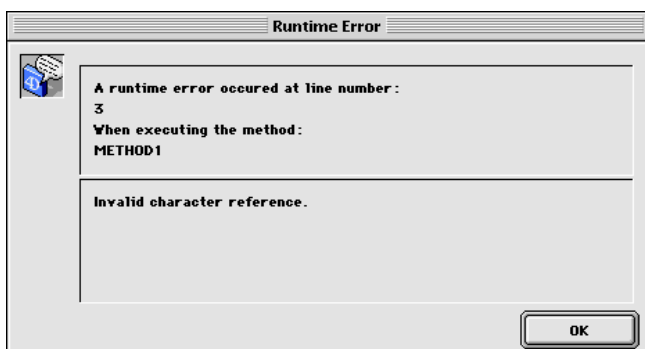 Runtime Error
A runtime error occured at line number:
3
When executing the method:
METHOD1
Invalid character reference.
OK